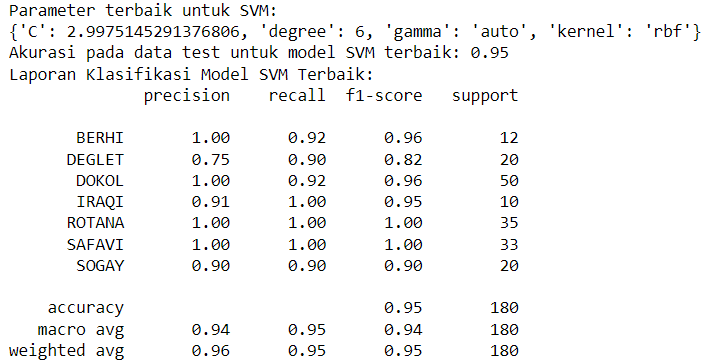 Parameter terbaik untuk SVM:
{'C': 2.9975145291376806, 'degree': 6, 'gamma': 'auto', 'kernel': 'rbf'}
Akurasi pada data test untuk model SVM terbaik: 0.95
Laporan Klasifikasi Model SVM Terbaik:
precision recall f1-score support
BERHI 1.00 0.92 0.96 12
DEGLET 0.75 0.90 0.82 20
DOKOL 1.00 0.92 0.96 50
IRAQI 0.91 1.00 0.95 10
ROTANA 1.00 1.00 1.00 35
SAFAVI 1.00 1.00 1.00 33
SOGAY 0.90 0.90 0.90 20
accuracy 0.95 180
macro avg 0.94 0.95 0.94 180
weighted avg 0.96 0.95 0.95 180